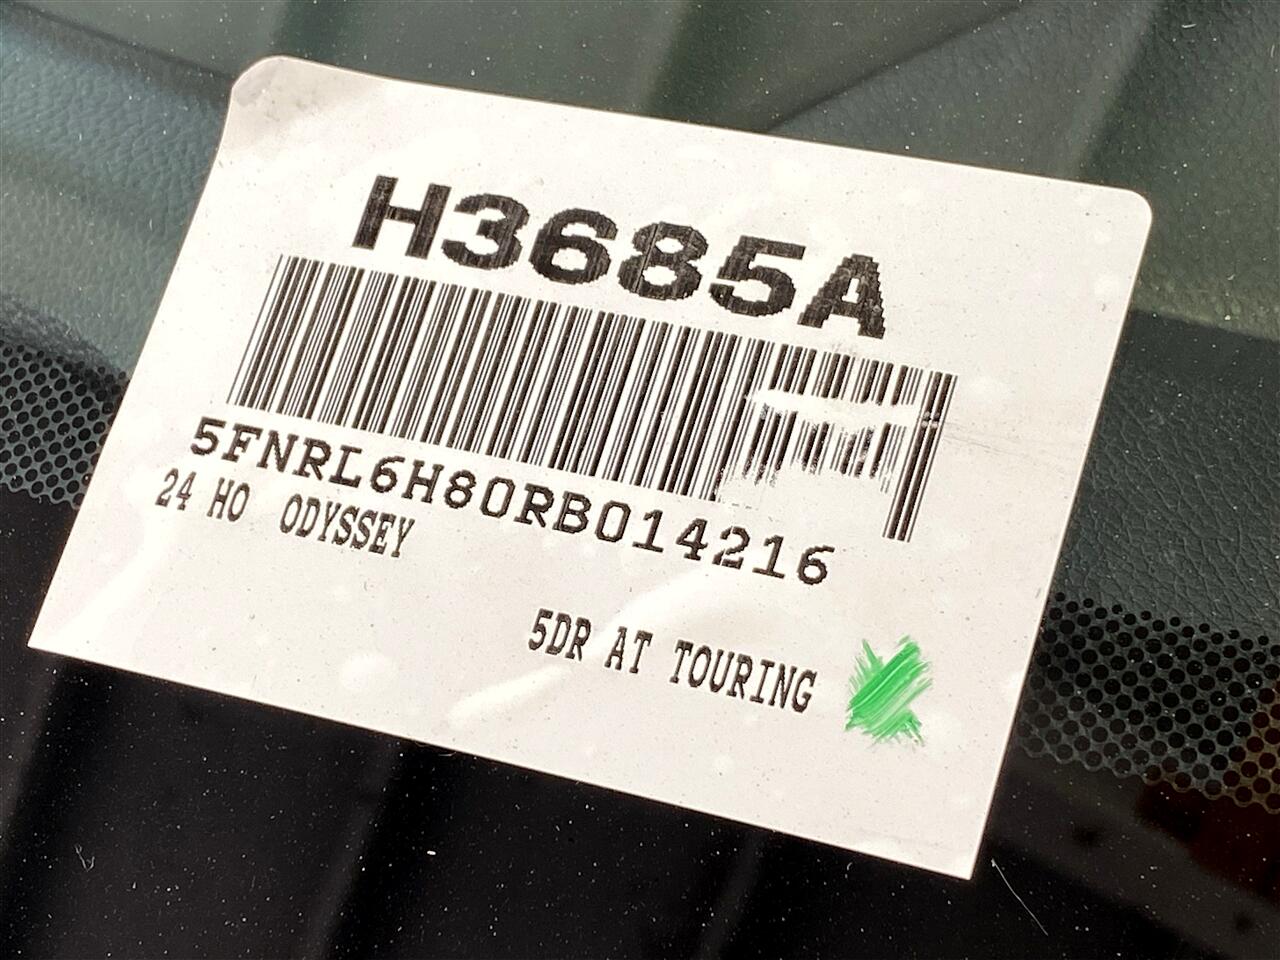 H3685A
5FNRL6H80RB014216
24 HO ODYSSEY
5DR AT TOURING